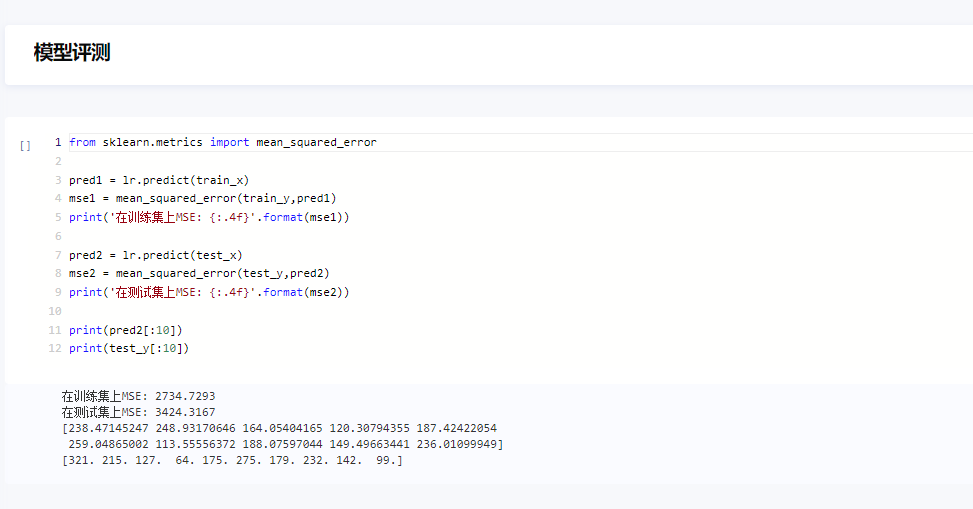 模型评测
[]
1 from sklearn.metrics import mean_squared_error
2
3 pred1 = lr.predict(train_x)
4 mse1 = mean_squared_error(train_y,pred1)
5 print('在训练集上MSE: {:.4f}'.format(mse1))
6
7 pred2 = lr.predict(test_x)
8 mse2 = mean_squared_error(test_y,pred2)
9 print('在测试集上MSE: {:.4f}'.format(mse2))
10
11 print(pred2[:10])
12 print(test_y[:10])
在训练集上MSE: 2734.7293
在测试集上MSE: 3424.3167
[238.47145247 248.93170646 164.05404165 120.30794355 187.42422054
 259.04865002 113.55556372 188.07597044 149.49663441 236.01099949]
[321. 215. 127.  64. 175. 275. 179. 232. 142.  99.]